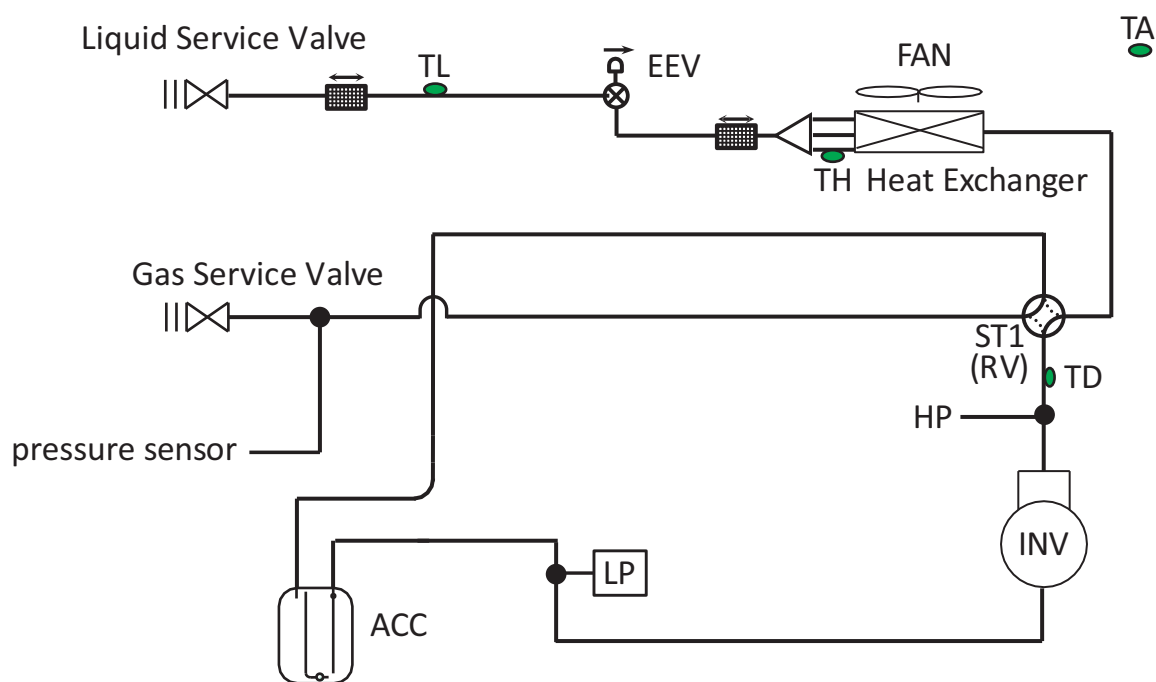 Liquid Service Valve
TL
EEV
FAN
TA
TH Heat Exchanger
Gas Service Valve
ST1
(RV)
TD
HP
pressure sensor
INV
LP
ACC